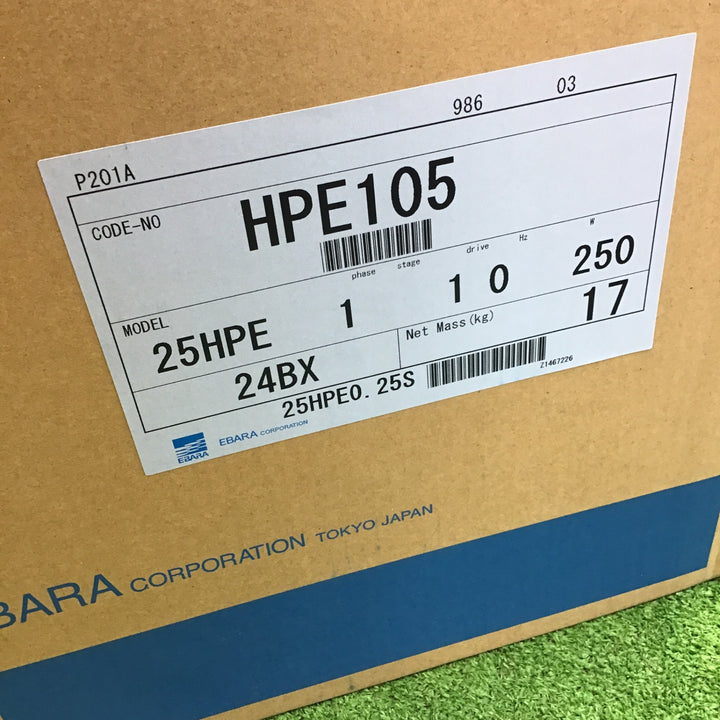 986 03
P201A
CODE-NO HPE105
phase stage drive Hz W
MODEL 25HPE 1 1 0 250
24BX Net Mass(kg) 17
25HPE0.25S
Z1467226
EBARA
EBARA CORPORATION
BARA CORPORATION TOKYO JAPAN